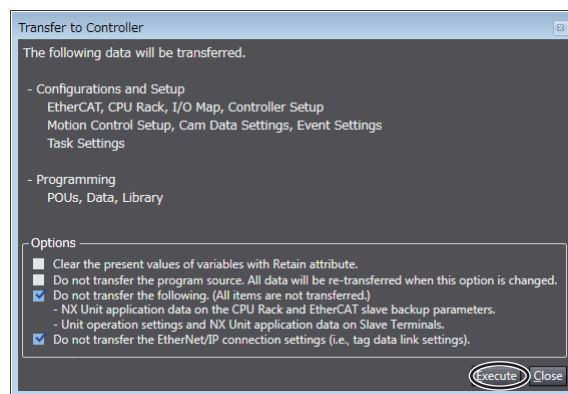 Transfer to Controller
The following data will be transferred.
- Configurations and Setup
EtherCAT, CPU Rack, I/O Map, Controller Setup
Motion Control Setup, Cam Data Settings, Event Settings
Task Settings
- Programming
POUs, Data, Library
Options
Clear the present values of variables with Retain attribute.
Do not transfer the program source. All data will be re-transferred when this option is changed.
Do not transfer the following. (All items are not transferred.)
- NX Unit application data on the CPU Rack and EtherCAT slave backup parameters.
- Unit operation settings and NX Unit application data on Slave Terminals.
Do not transfer the EtherNet/IP connection settings (i.e., tag data link settings).
Execute Close